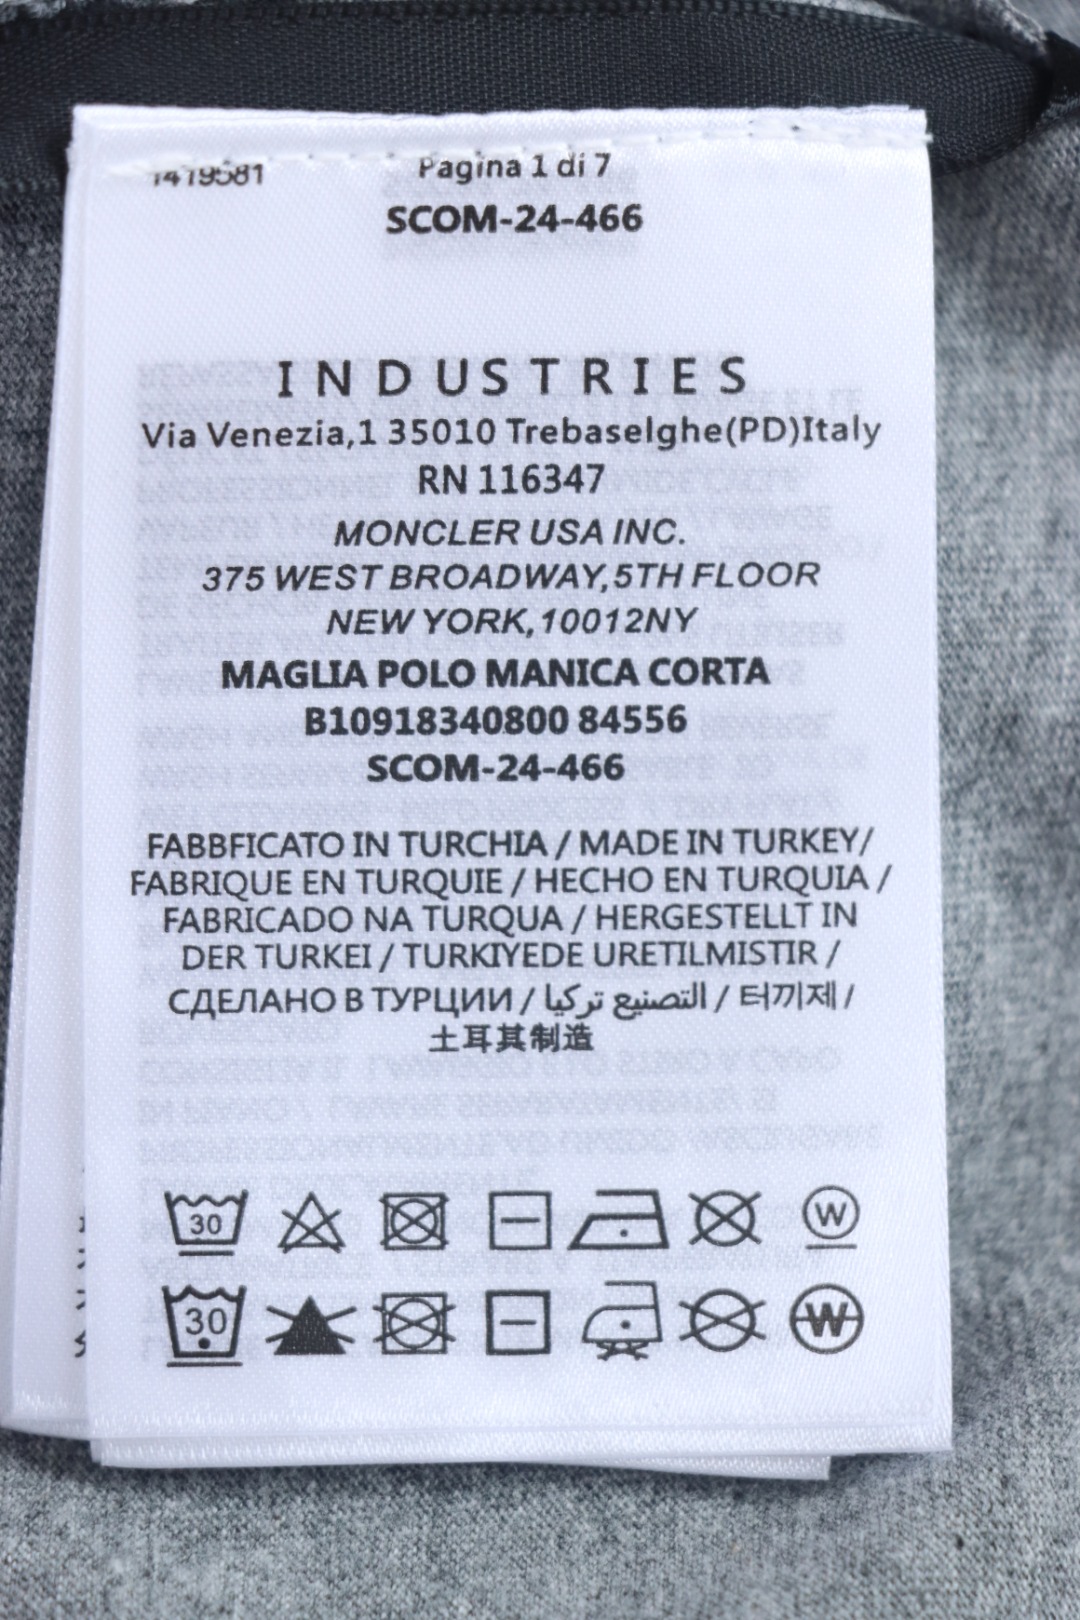 1419581
Pagina 1 di 7
SCOM-24-466
INDUSTRIES
Via Venezia,1 35010 Trebaselghe(PD)Italy
RN 116347
MONCLER USA INC.
375 WEST BROADWAY,5TH FLOOR
NEW YORK,10012NY
MAGLIA POLO MANICA CORTA
B10918340800 84556
SCOM-24-466
FABBFICATO IN TURCHIA / MADE IN TURKEY/
FABRIQUE EN TURQUIE / HECHO EN TURQUIA /
FABRICADO NA TURQUA / HERGESTELLT IN
DER TURKEI / TURKIYEDE URETILMISTIR /
СДЕЛАНО В ТУРЦИИ / التصنيع تركيا / 터끼제 /
土耳其制造
30 W
30 W